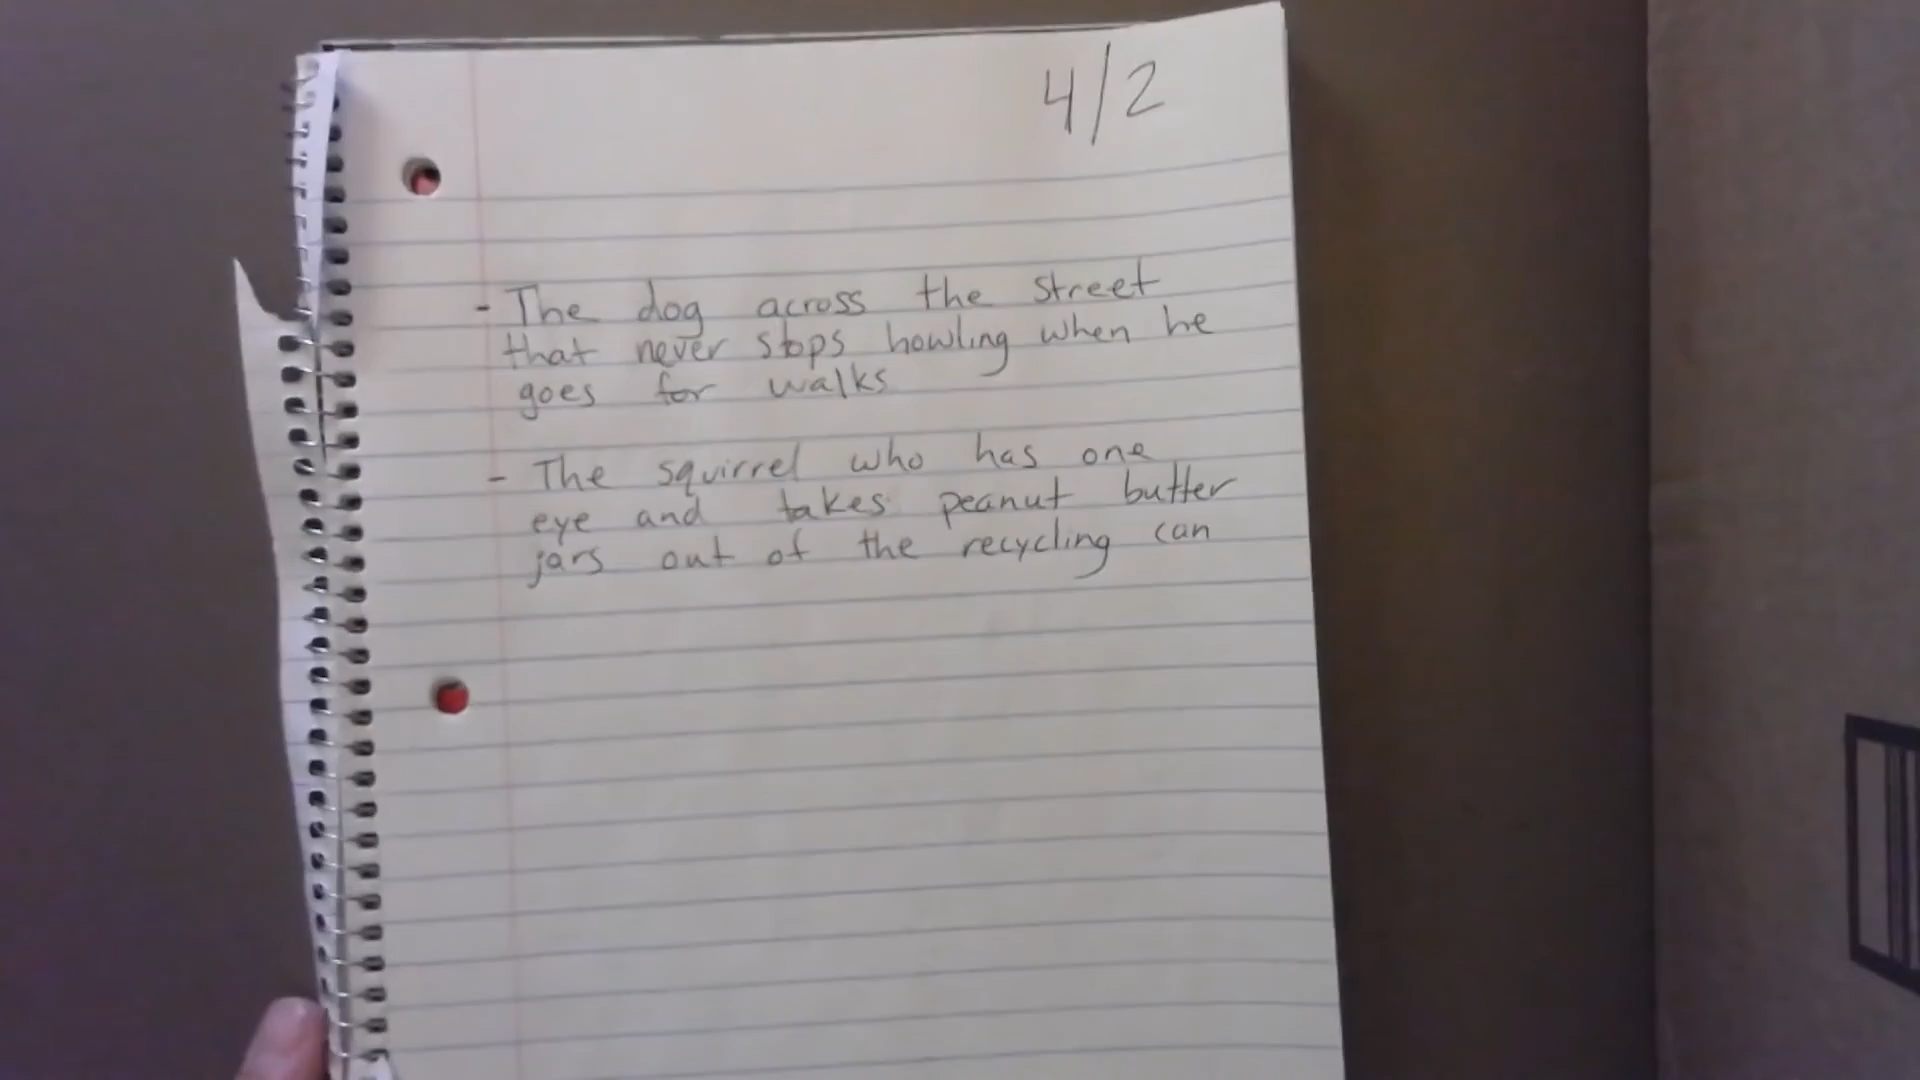 4/2
- The dog across the street
that never stops howling when he
goes for walks
- The squirrel who has one
eye and takes peanut butter
jars out of the recycling can